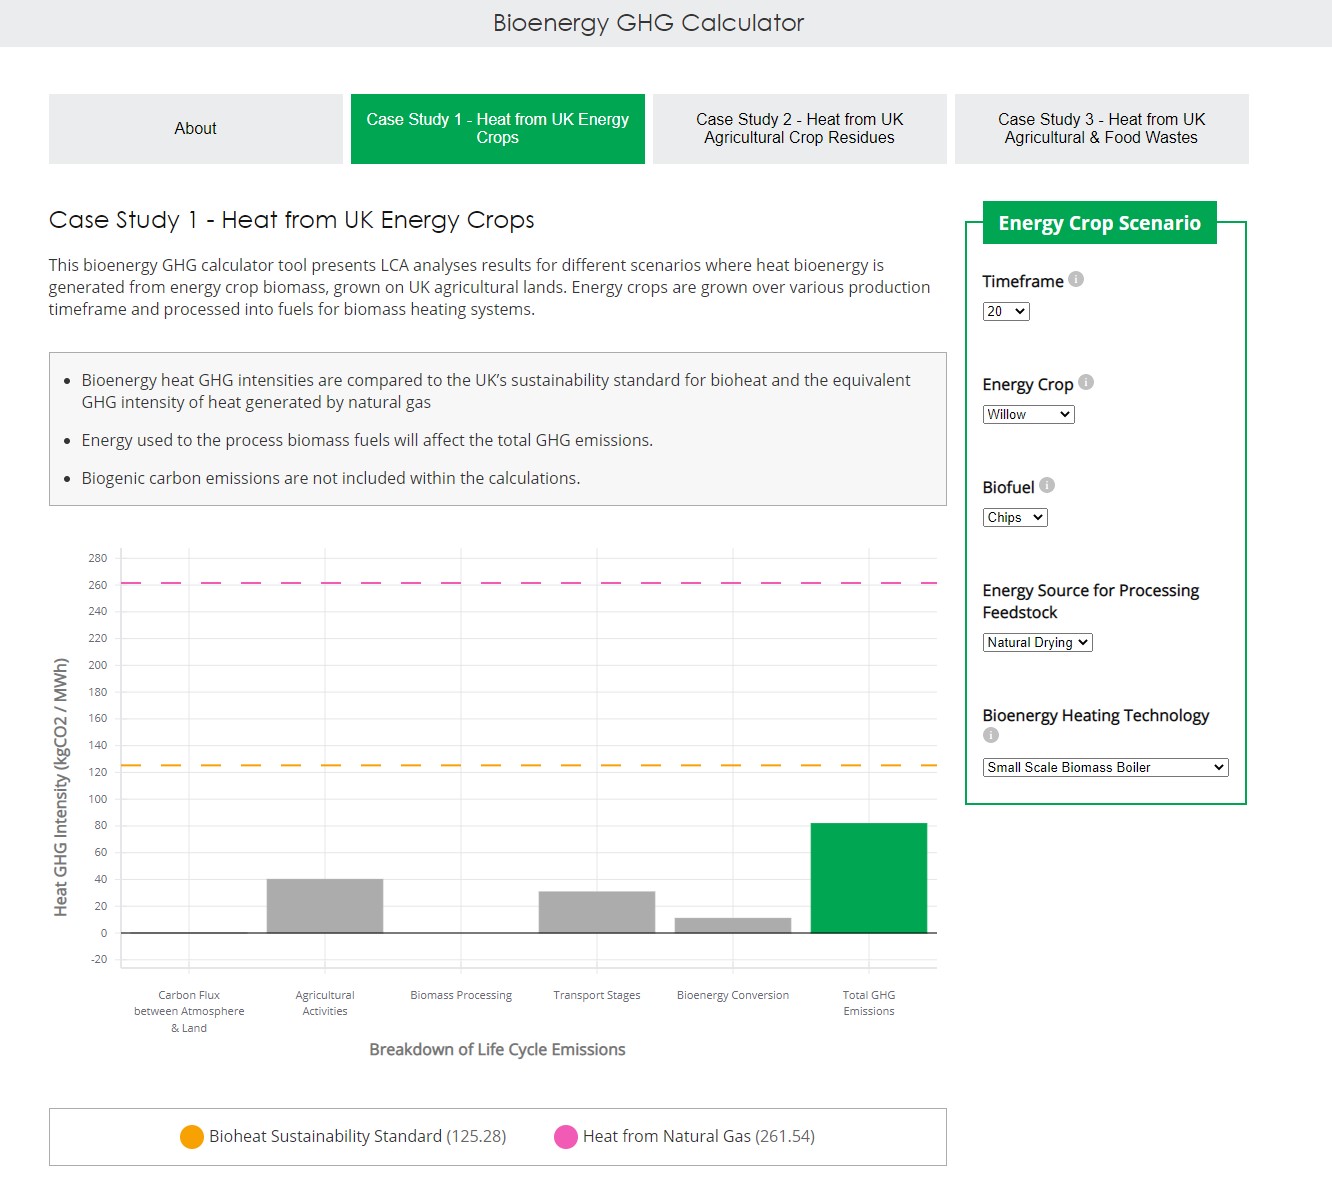 Bioenergy GHG Calculator
About
Case Study 1 - Heat from UK Energy
Crops
Case Study 2 - Heat from UK
Agricultural Crop Residues
Case Study 3 - Heat from UK
Agricultural & Food Wastes
Case Study 1 - Heat from UK Energy Crops
This bioenergy GHG calculator tool presents LCA analyses results for different scenarios where heat bioenergy is
generated from energy crop biomass, grown on UK agricultural lands. Energy crops are grown over various production
timeframe and processed into fuels for biomass heating systems.
• Bioenergy heat GHG intensities are compared to the UK’s sustainability standard for bioheat and the equivalent
GHG intensity of heat generated by natural gas
• Energy used to the process biomass fuels will affect the total GHG emissions.
• Biogenic carbon emissions are not included within the calculations.
Heat GHG Intensity (kgCO2 / MWh)
280
260
240
220
200
180
160
140
120
100
80
60
40
20
0
-20
Carbon Flux
between Atmosphere
& Land
Agricultural
Activities
Biomass Processing
Transport Stages
Bioenergy Conversion
Total GHG
Emissions
Breakdown of Life Cycle Emissions
Bioheat Sustainability Standard (125.28)
Heat from Natural Gas (261.54)
Energy Crop Scenario
Timeframe i
20
Energy Crop i
Willow
Biofuel i
Chips
Energy Source for Processing
Feedstock
Natural Drying
Bioenergy Heating Technology
i
Small Scale Biomass Boiler